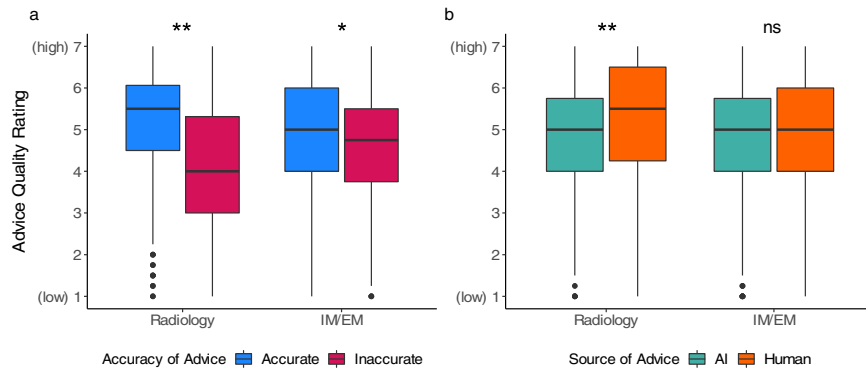 a
b
** *
** ns
Advice Quality Rating
(high) 7
6
5
4
3
2
(low) 1
Radiology IM/EM
Accuracy of Advice Accurate Inaccurate
(high) 7
6
5
4
3
2
(low) 1
Radiology IM/EM
Source of Advice AI Human